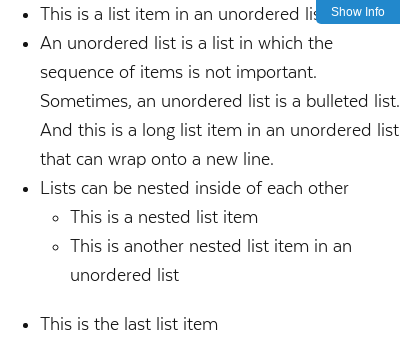 This is a list item in an unordered
Show Info
An unordered list is a list in which the
sequence of items is not important.
Sometimes, an unordered list is a bulleted list.
And this is a long list item in an unordered list
that can wrap onto a new line.
Lists can be nested inside of each other
This is a nested list item
This is another nested list item in an
unordered list
This is the last list item